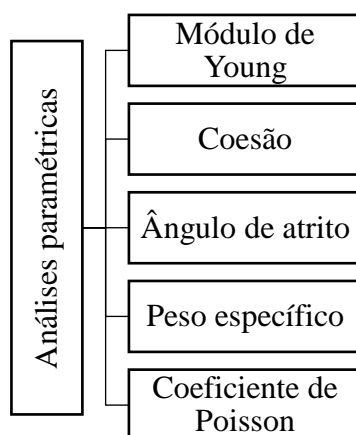 Análises paramétricas
Módulo de
Young
Coesão
Ângulo de atrito
Peso específico
Coeficiente de
Poisson